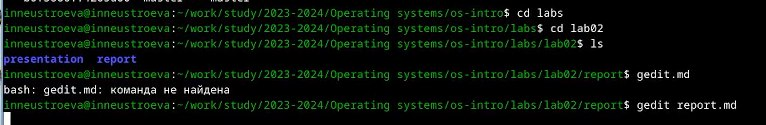 inneustroeva@inneustroeva:~/work/study/2023-2024/Operating systems/os-intro$ cd labs
inneustroeva@inneustroeva:~/work/study/2023-2024/Operating systems/os-intro/labs$ cd lab02
inneustroeva@inneustroeva:~/work/study/2023-2024/Operating systems/os-intro/labs/lab02$ ls
presentation  report
inneustroeva@inneustroeva:~/work/study/2023-2024/Operating systems/os-intro/labs/lab02/report$ gedit.md
bash: gedit.md: команда не найдена
inneustroeva@inneustroeva:~/work/study/2023-2024/Operating systems/os-intro/labs/lab02/report$ gedit report.md